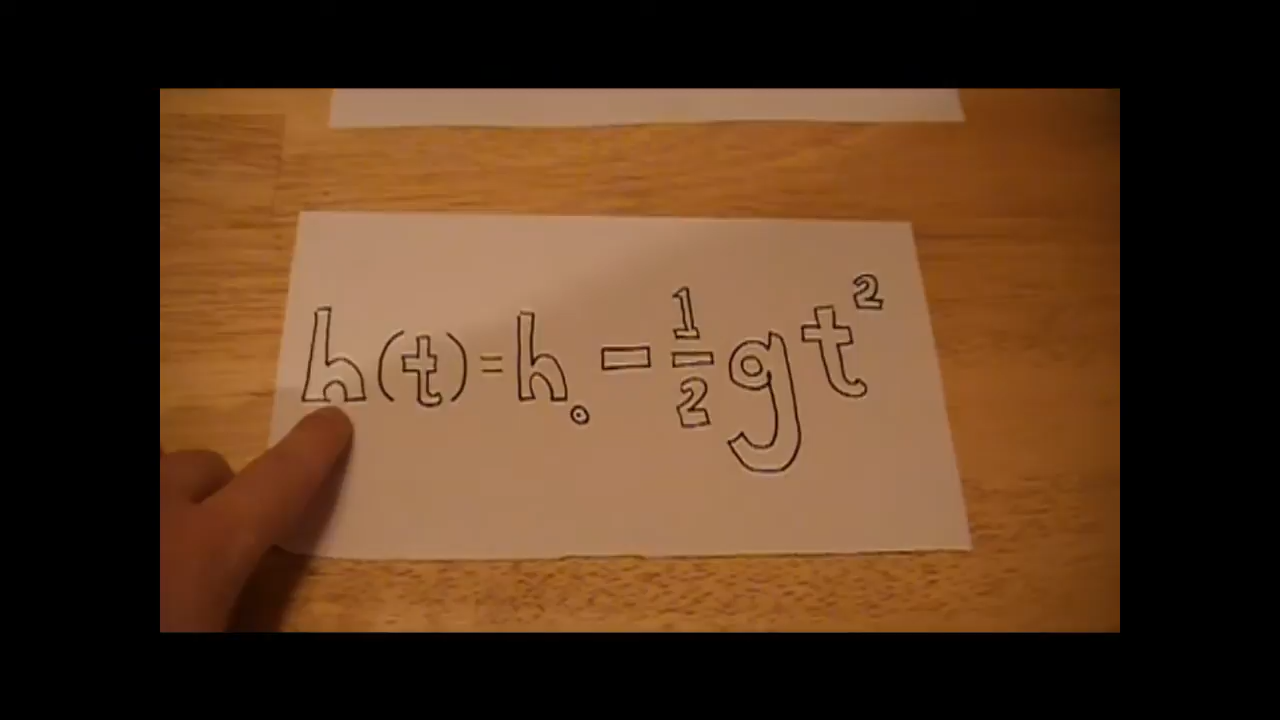 h(t) = h₀ - ½gt²